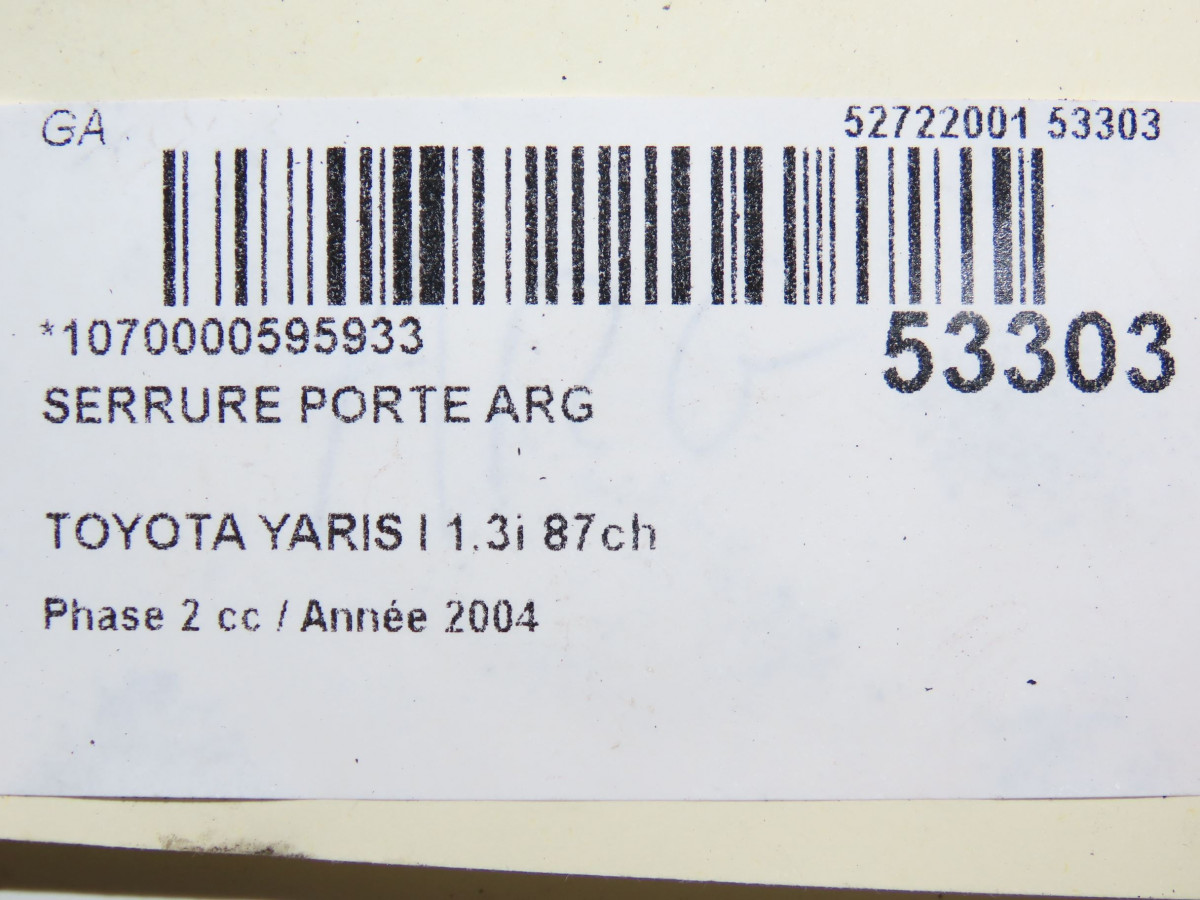 GA
52722001 53303
*1070000595933
53303
SERRURE PORTE ARG
TOYOTA YARIS I 1.3i 87ch
Phase 2 cc / Année 2004